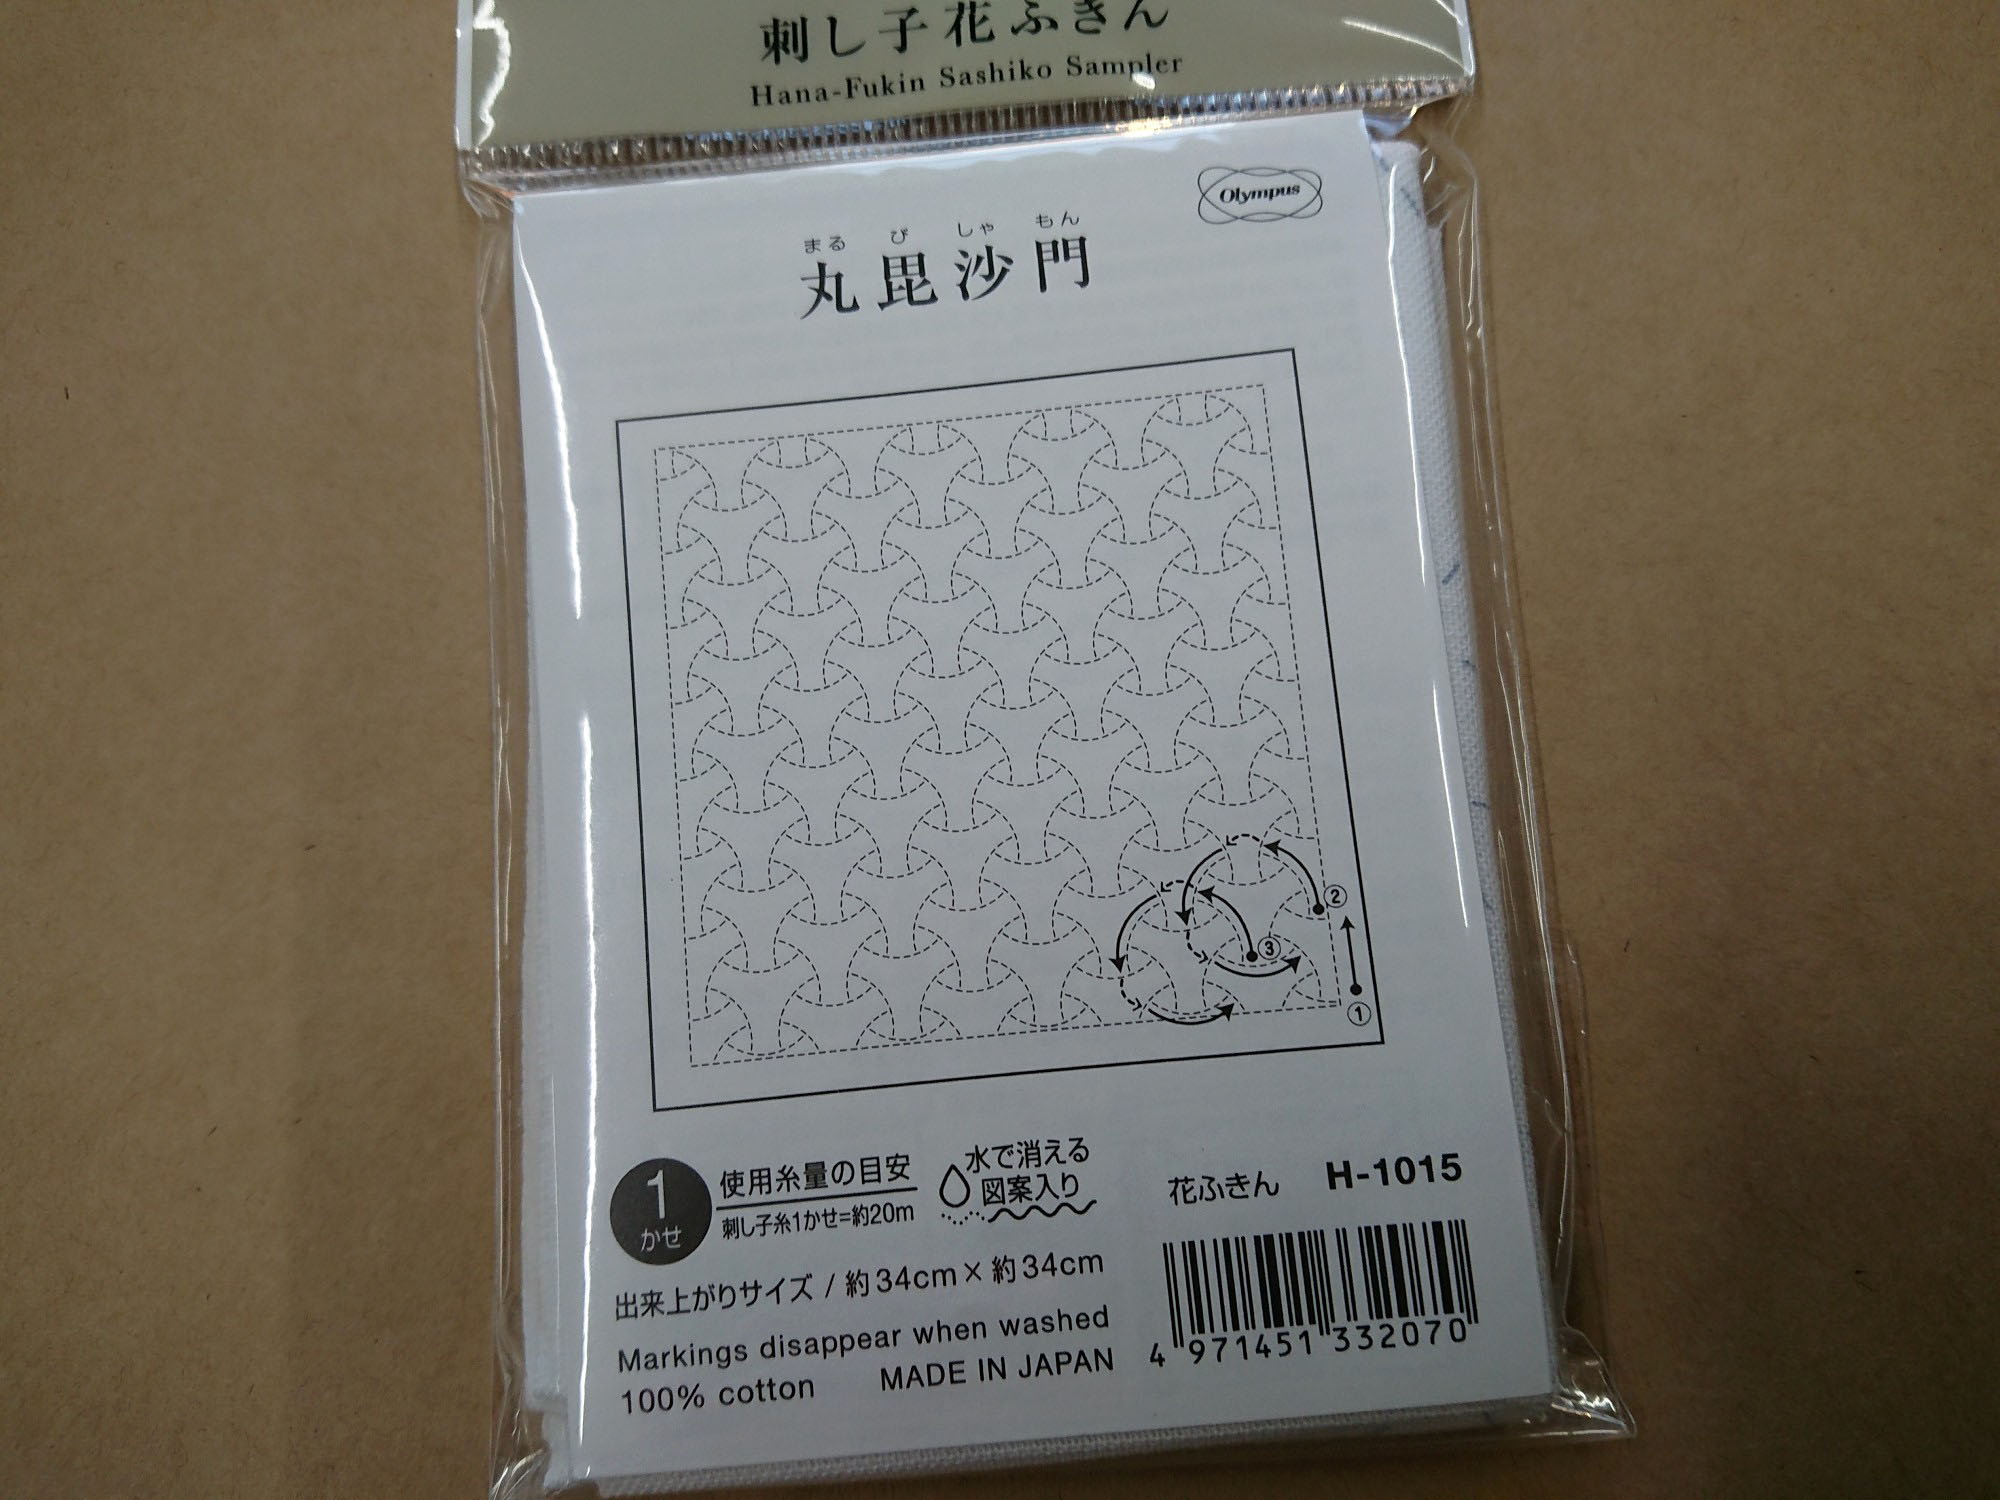 刺し子花ふきん
Hana-Fukin Sashiko Sampler
Olympus
まる び しゃ もん
丸毘沙門
②
③
①
1
かせ
使用糸量の目安
刺し子糸1かせ=約20m
水で消える
図案入り
花ふきん H-1015
出来上がりサイズ / 約34cm×約34cm
Markings disappear when washed
100% cotton MADE IN JAPAN
4 971451 332070